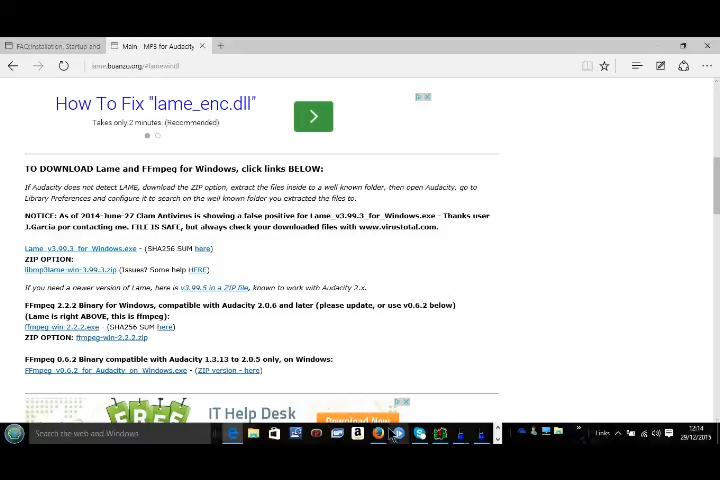 FAQ:Installation, Startup and
Main - MP3 for Audacity
lame.buanzo.org/#lamewindl
How To Fix "lame_enc.dll"
Takes only 2 minutes. (Recommended)
TO DOWNLOAD Lame and FFmpeg for Windows, click links BELOW:
If Audacity does not detect LAME, download the ZIP option, extract the files inside to a well known folder, then open Audacity, go to
Library Preferences and configure it to search on the well known folder you extracted the files to.
NOTICE: As of 2014-June-27 Clam Antivirus is showing a false positive for Lame_v3.99.3_for_Windows.exe - Thanks user
J.Garcia por contacting me. FILE IS SAFE, but always check your downloaded files with www.virustotal.com.
Lame_v3.99.3_for_Windows.exe - (SHA256 SUM here)
ZIP OPTION:
libmp3lame-win-3.99.3.zip (Issues? Some help HERE)
If you need a newer version of Lame, here is v3.99.5 in a ZIP file, known to work with Audacity 2.x.
FFmpeg 2.2.2 Binary for Windows, compatible with Audacity 2.0.6 and later (please update, or use v0.6.2 below)
(Lame is right ABOVE, this is ffmpeg):
ffmpeg-win-2.2.2.exe - (SHA256 SUM here)
ZIP OPTION: ffmpeg-win-2.2.2.zip
FFmpeg 0.6.2 Binary compatible with Audacity 1.3.13 to 2.0.5 only, on Windows:
FFmpeg_v0.6.2_for_Audacity_on_Windows.exe - (ZIP version - here)
FREE
IT Help Desk
Download Now
Search the web and Windows
Links
12:14
29/12/2015